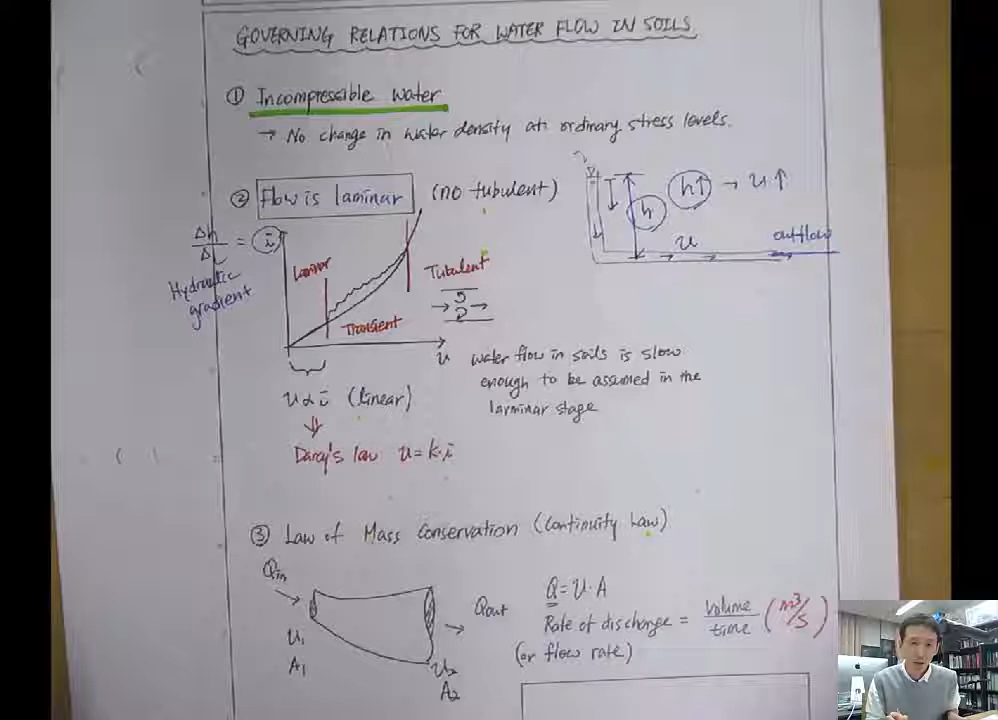 GOVERNING RELATIONS FOR WATER FLOW IN SOILS
① Incompressible Water
→ No change in water density at ordinary stress levels.
② Flow is laminar (no tubulent)
Δh/ΔL = i
Hydraulic gradient
Laminar
Transient
Tubulent
u
h
h↑ → u↑
u
outflow
water flow in soils is slow
enough to be assumed in the
larminar stage
u ∝ i (linear)
Darcy's law u = k·i
③ Law of Mass Conservation (Continuity Law)
Qin
Qout
u1
A1
u2
A2
Q = u·A
Rate of discharge = volume/time (m³/s)
(or flow rate)